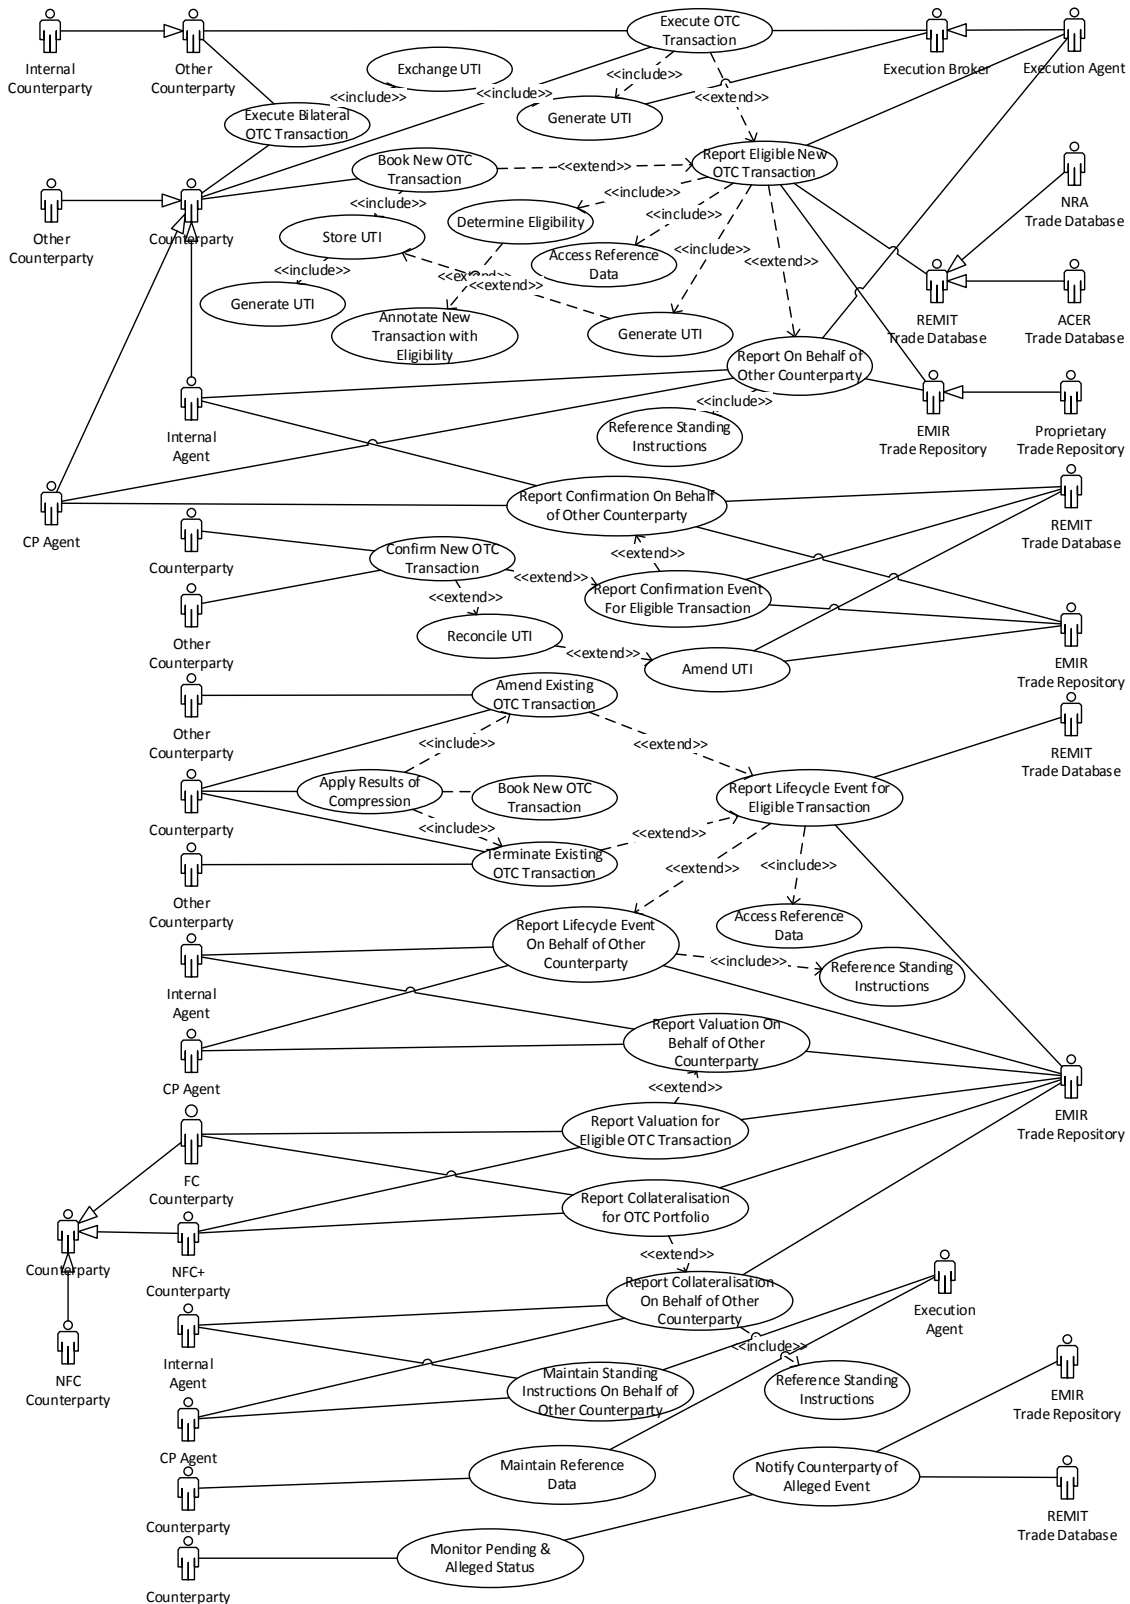 Execute OTC
Transaction
Internal
Counterparty
Other
Counterparty
Execution Broker
Execution Agent
Exchange UTI
<<include>>
<<include>>
<<include>>
<<extend>>
Generate UTI
Execute Bilateral
OTC Transaction
Book New OTC
Transaction
<<extend>>
Report Eligible New
OTC Transaction
<<include>>
<<include>>
NRA
Trade Database
Other
Counterparty
Counterparty
Store UTI
Determine Eligibility
<<include>>
<<include>>
<<extend>>
Access Reference
Data
<<include>>
<<extend>>
<<extend>>
Generate UTI
Annotate New
Transaction with
Eligibility
Generate UTI
REMIT
Trade Database
ACER
Trade Database
Report On Behalf of
Other Counterparty
<<include>>
Reference Standing
Instructions
Internal
Agent
EMIR
Trade Repository
Proprietary
Trade Repository
CP Agent
Report Confirmation On Behalf
of Other Counterparty
REMIT
Trade Database
Counterparty
Confirm New OTC
Transaction
<<extend>>
<<extend>>
<<extend>>
Report Confirmation Event
For Eligible Transaction
Other
Counterparty
Reconcile UTI
<<extend>>
Amend UTI
EMIR
Trade Repository
Amend Existing
OTC Transaction
Other
Counterparty
<<include>>
<<extend>>
REMIT
Trade Database
Apply Results of
Compression
Book New OTC
Transaction
Report Lifecycle Event for
Eligible Transaction
Counterparty
<<include>>
<<extend>>
Terminate Existing
OTC Transaction
<<extend>>
<<include>>
Other
Counterparty
Access Reference
Data
Report Lifecycle Event
On Behalf of Other
Counterparty
<<include>>
Reference Standing
Instructions
Internal
Agent
Report Valuation On
Behalf of Other
Counterparty
CP Agent
<<extend>>
EMIR
Trade Repository
Report Valuation for
Eligible OTC Transaction
FC
Counterparty
Report Collateralisation
for OTC Portfolio
Counterparty
NFC+
Counterparty
<<extend>>
Report Collateralisation
On Behalf of Other
Counterparty
Execution
Agent
<<include>>
Internal
Agent
NFC
Counterparty
Maintain Standing
Instructions On Behalf of
Other Counterparty
Reference Standing
Instructions
EMIR
Trade Repository
CP Agent
Maintain Reference
Data
Notify Counterparty of
Alleged Event
Counterparty
REMIT
Trade Database
Monitor Pending &
Alleged Status
Counterparty